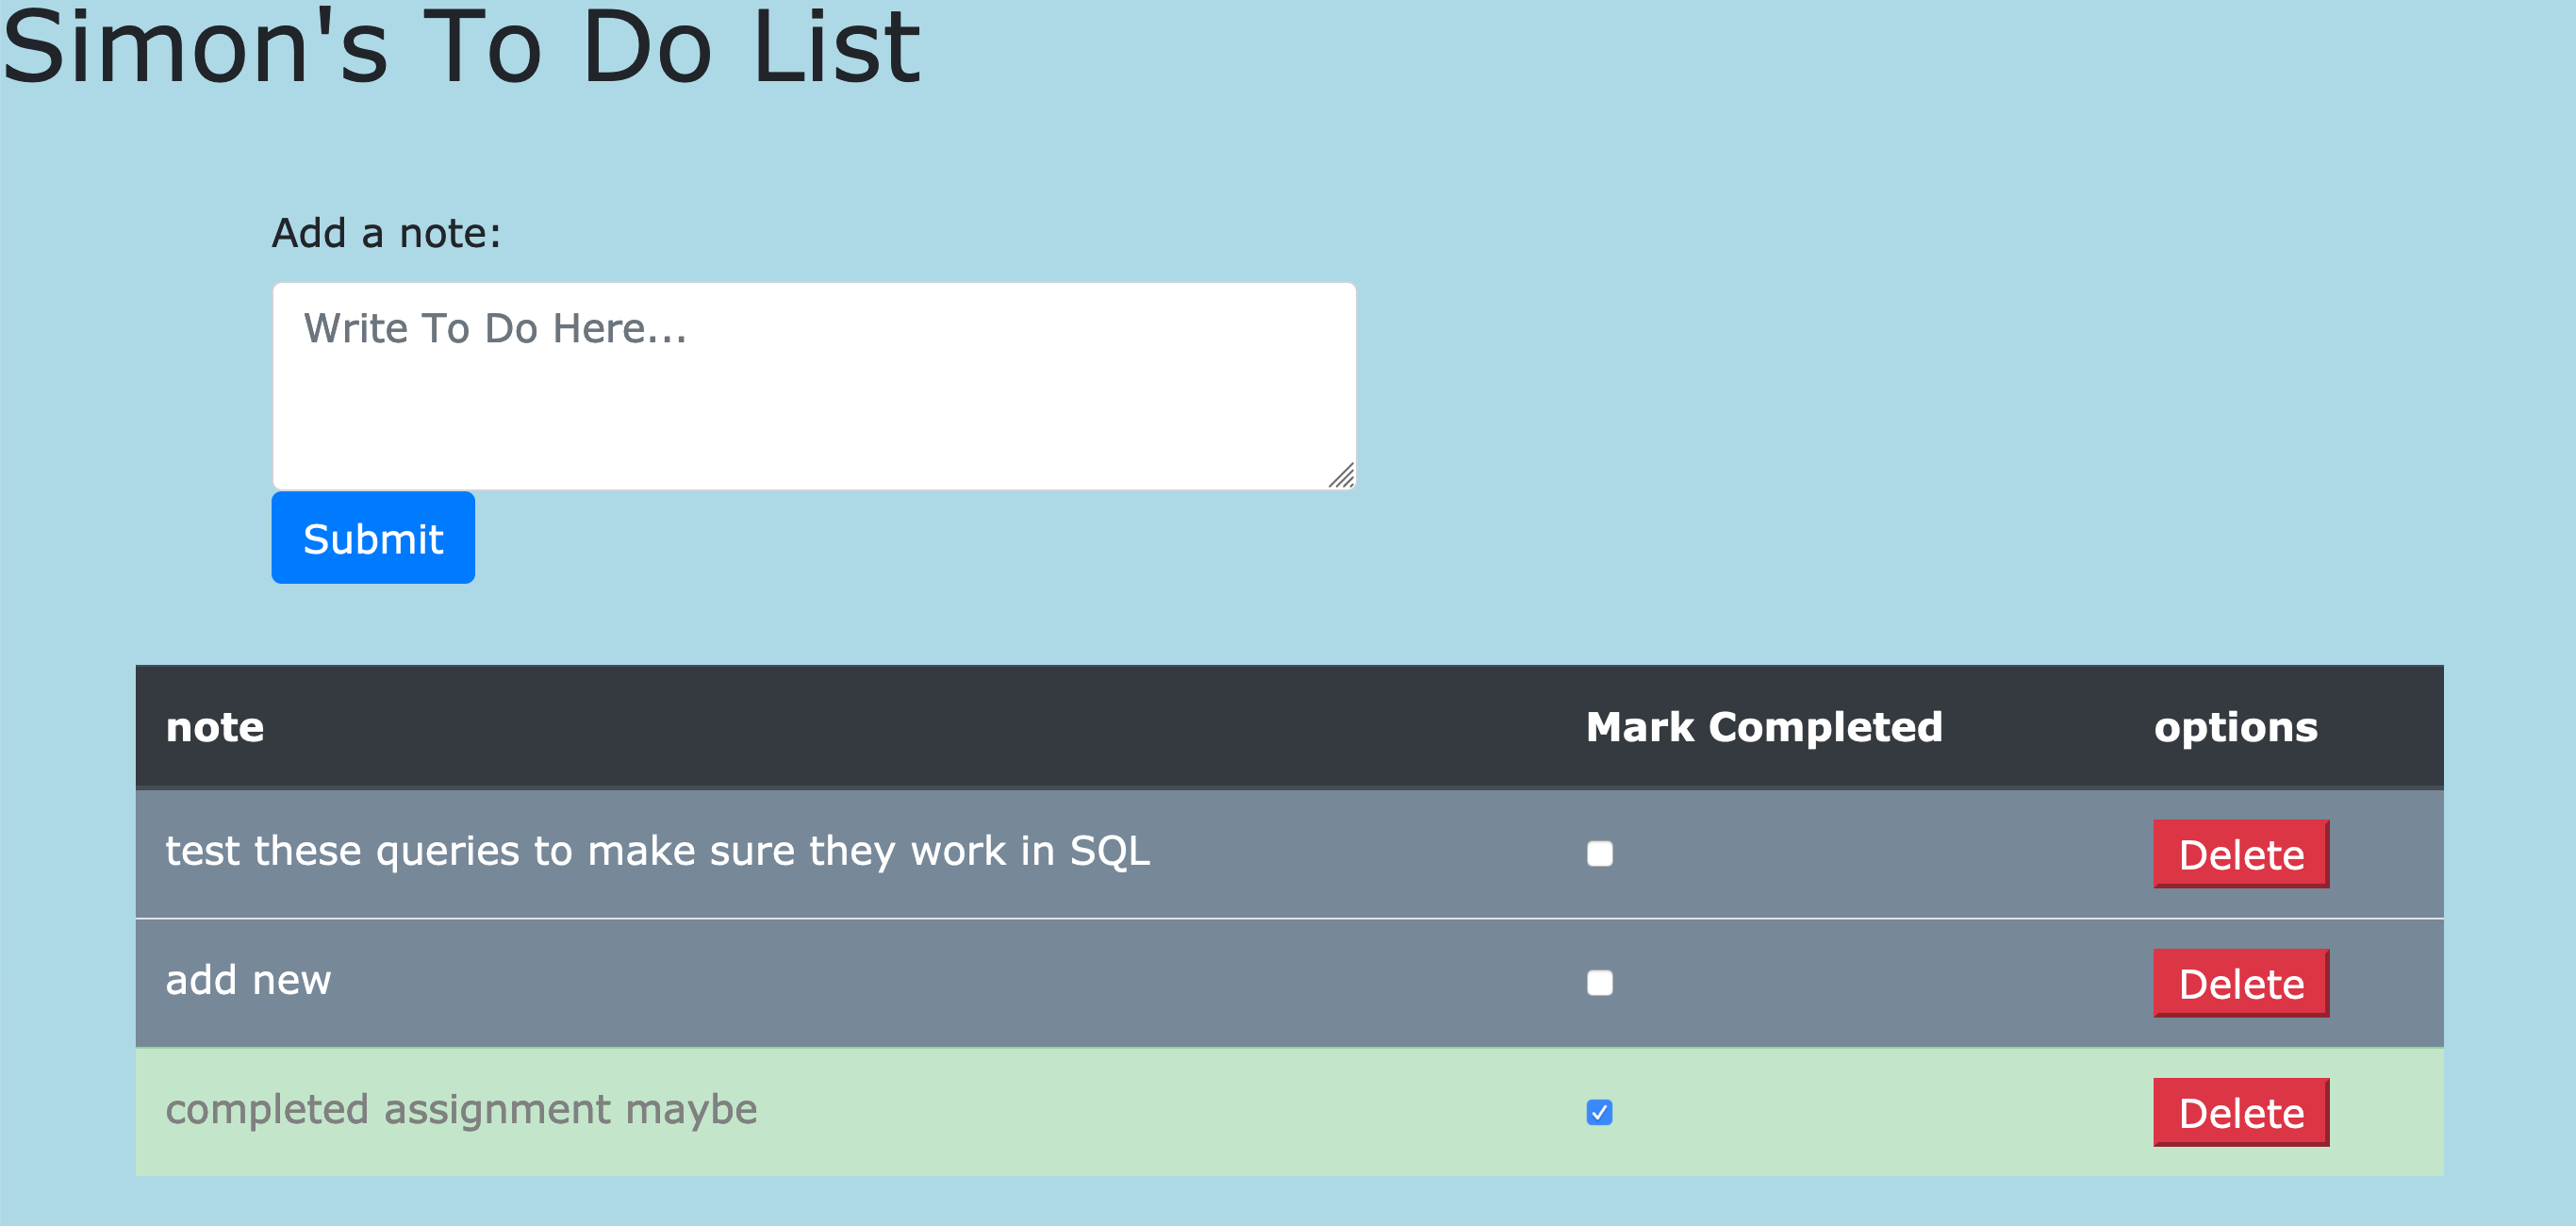 Simon's To Do List
Add a note:
Write To Do Here...
Submit
note Mark Completed options
test these queries to make sure they work in SQL Delete
add new Delete
completed assignment maybe Delete